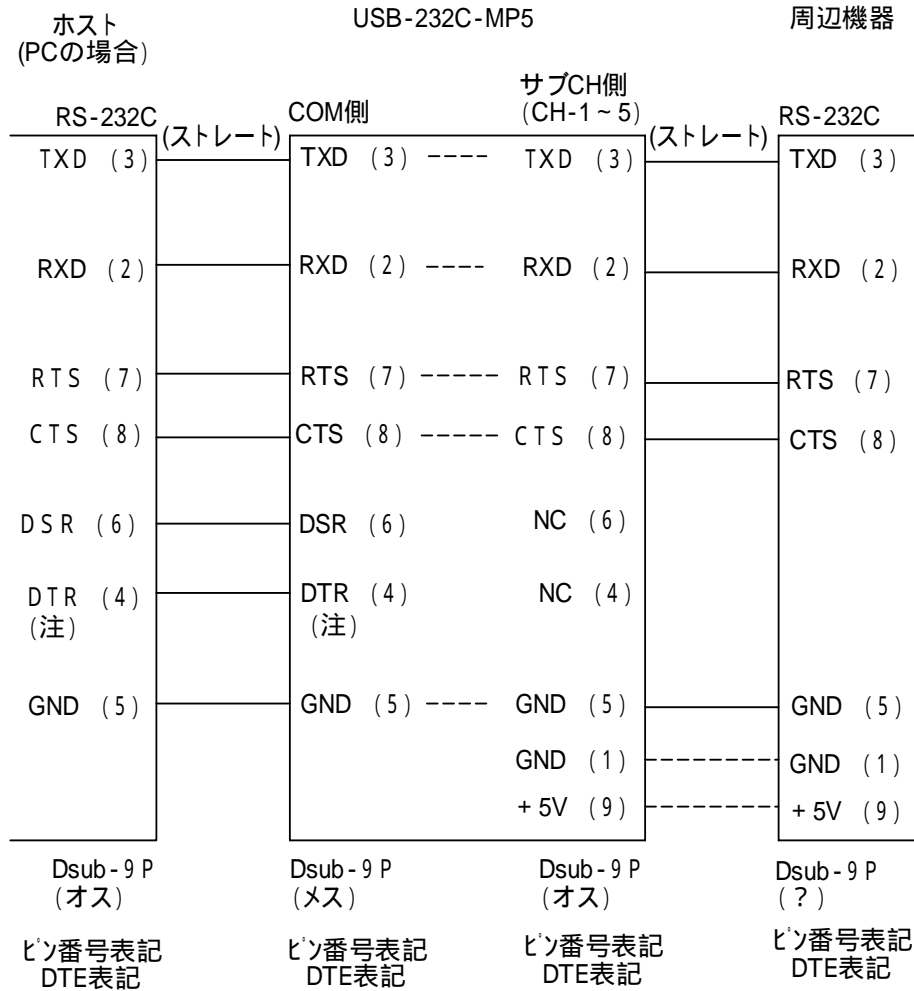 ホスト
(PCの場合)
USB-232C-MP5
周辺機器
RS-232C
(ストレート)
COM側
サブCH側
(CH-1~5)
(ストレート)
RS-232C
TXD (3)
TXD (3)
TXD (3)
TXD (3)
RXD (2)
RXD (2)
RXD (2)
RXD (2)
RTS (7)
RTS (7)
RTS (7)
RTS (7)
CTS (8)
CTS (8)
CTS (8)
CTS (8)
DSR (6)
DSR (6)
NC (6)
DTR (4)
(注)
DTR (4)
(注)
NC (4)
GND (5)
GND (5)
GND (5)
GND (5)
GND (1)
GND (1)
+5V (9)
+5V (9)
Dsub-9P
(オス)
Dsub-9P
(メス)
Dsub-9P
(オス)
Dsub-9P
(?)
ピン番号表記
DTE表記
ピン番号表記
DTE表記
ピン番号表記
DTE表記
ピン番号表記
DTE表記